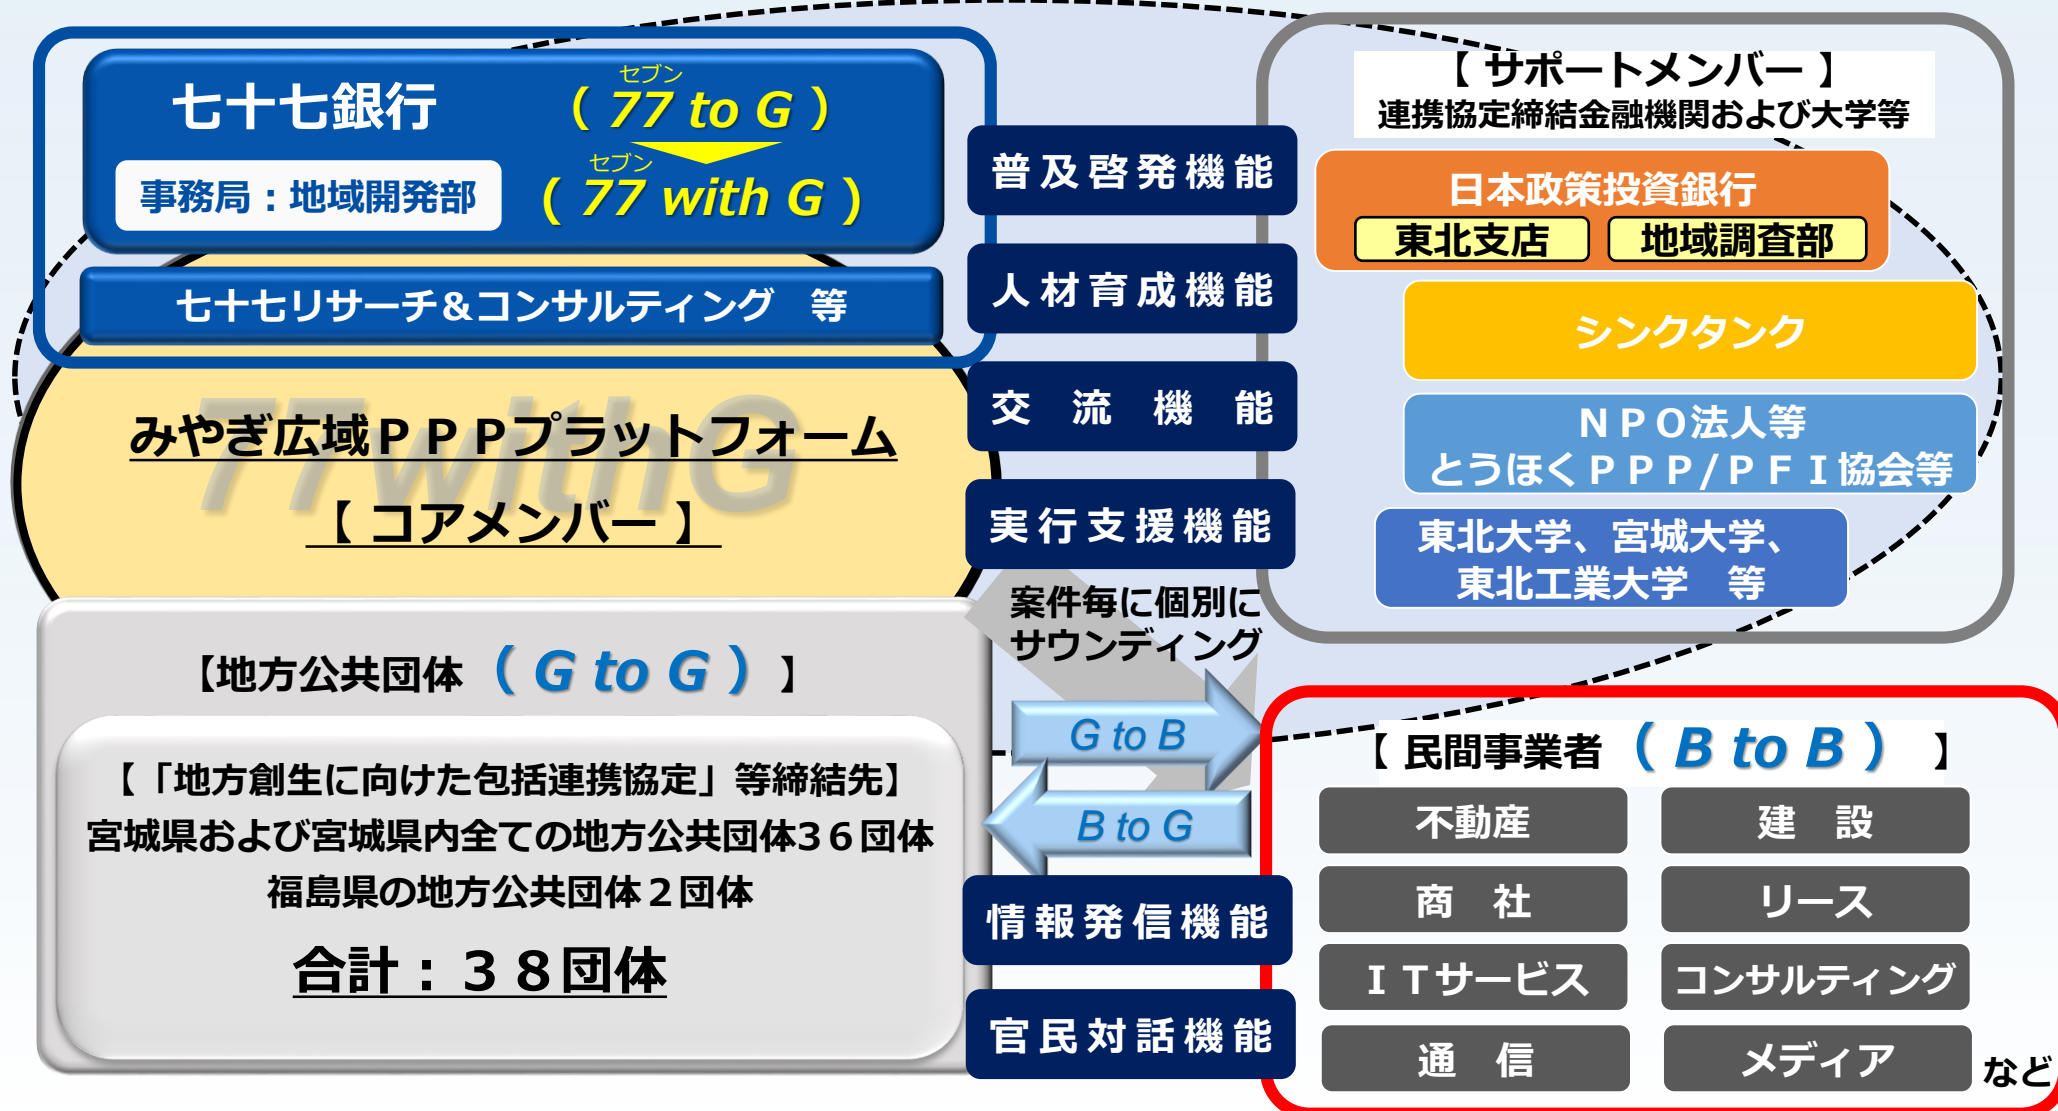 七十七銀行
セブン
（ 77 to G ）
事務局：地域開発部
セブン
（ 77 with G ）
七十七リサーチ＆コンサルティング　等
77withG
みやぎ広域ＰＰＰプラットフォーム
【 コアメンバー 】
普及啓発機能
人材育成機能
交　流　機　能
実行支援機能
【 サポートメンバー 】
連携協定締結金融機関および大学等
日本政策投資銀行
東北支店
地域調査部
シンクタンク
ＮＰＯ法人等
とうほくＰＰＰ/ＰＦＩ協会等
東北大学、宮城大学、
東北工業大学　等
案件毎に個別に
サウンディング
G to B
B to G
【地方公共団体（ G to G ）】
【「地方創生に向けた包括連携協定」等締結先】
宮城県および宮城県内全ての地方公共団体3６団体
福島県の地方公共団体２団体
合計：３８団体
情報発信機能
官民対話機能
【 民間事業者（ B to B ） 】
不動産
建　設
商　社
リース
ＩＴサービス
コンサルティング
通　信
メディア
など